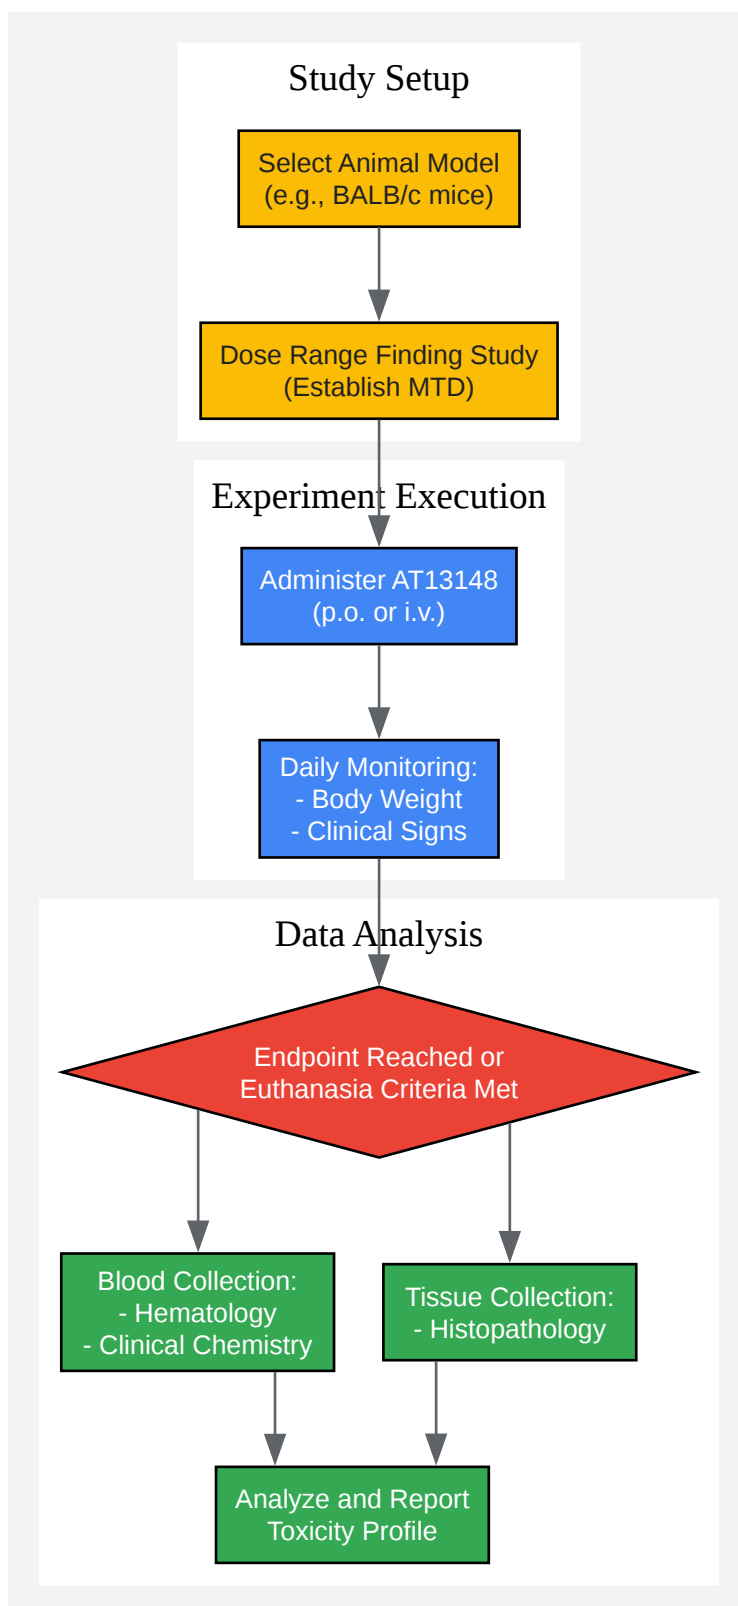 Study Setup
Select Animal Model
(e.g., BALB/c mice)
Dose Range Finding Study
(Establish MTD)
Experiment Execution
Administer AT13148
(p.o. or i.v.)
Daily Monitoring:
- Body Weight
- Clinical Signs
Data Analysis
Endpoint Reached or
Euthanasia Criteria Met
Blood Collection:
- Hematology
- Clinical Chemistry
Tissue Collection:
- Histopathology
Analyze and Report
Toxicity Profile